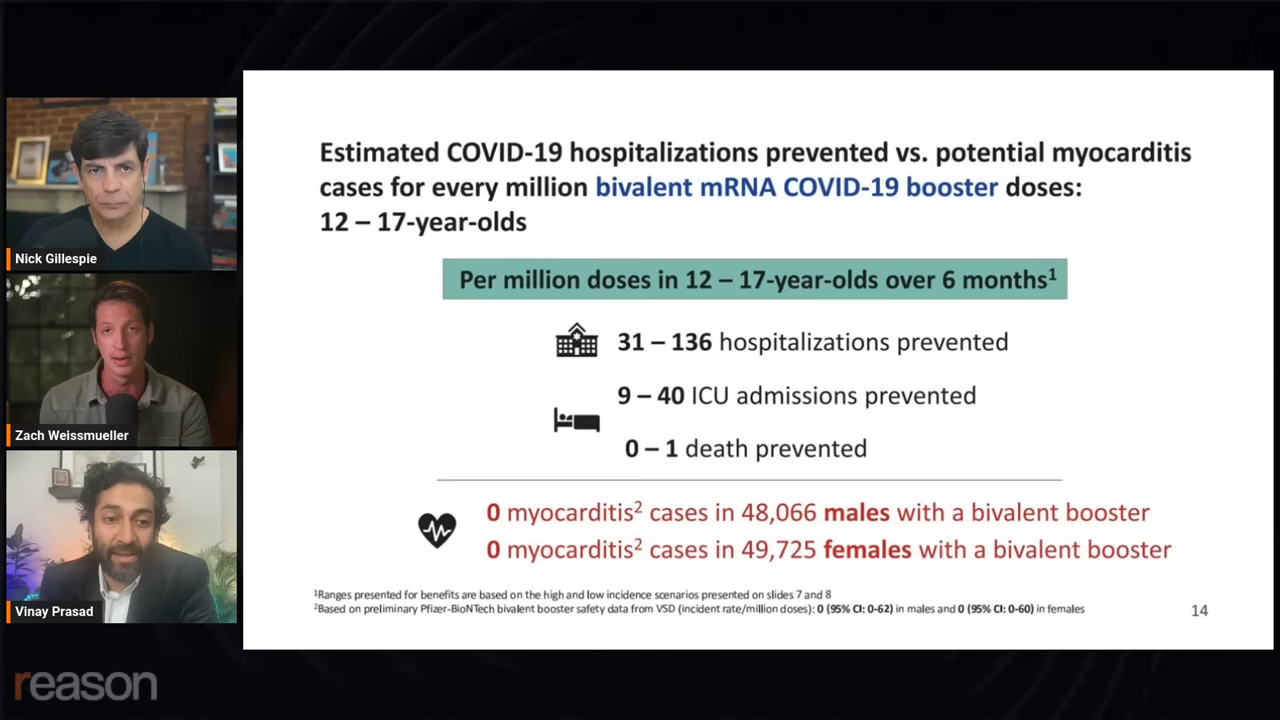 Nick Gillespie
Zach Weissmueller
Vinay Prasad
reason
Estimated COVID-19 hospitalizations prevented vs. potential myocarditis
cases for every million bivalent mRNA COVID-19 booster doses:
12 – 17-year-olds
Per million doses in 12 – 17-year-olds over 6 months¹
31 – 136 hospitalizations prevented
9 – 40 ICU admissions prevented
0 – 1 death prevented
0 myocarditis² cases in 48,066 males with a bivalent booster
0 myocarditis² cases in 49,725 females with a bivalent booster
¹Ranges presented for benefits are based on the high and low incidence scenarios presented on slides 7 and 8
²Based on preliminary Pfizer-BioNTech bivalent booster safety data from VSD (incident rate/million doses): 0 (95% CI: 0-62) in males and 0 (95% CI: 0-60) in females
14